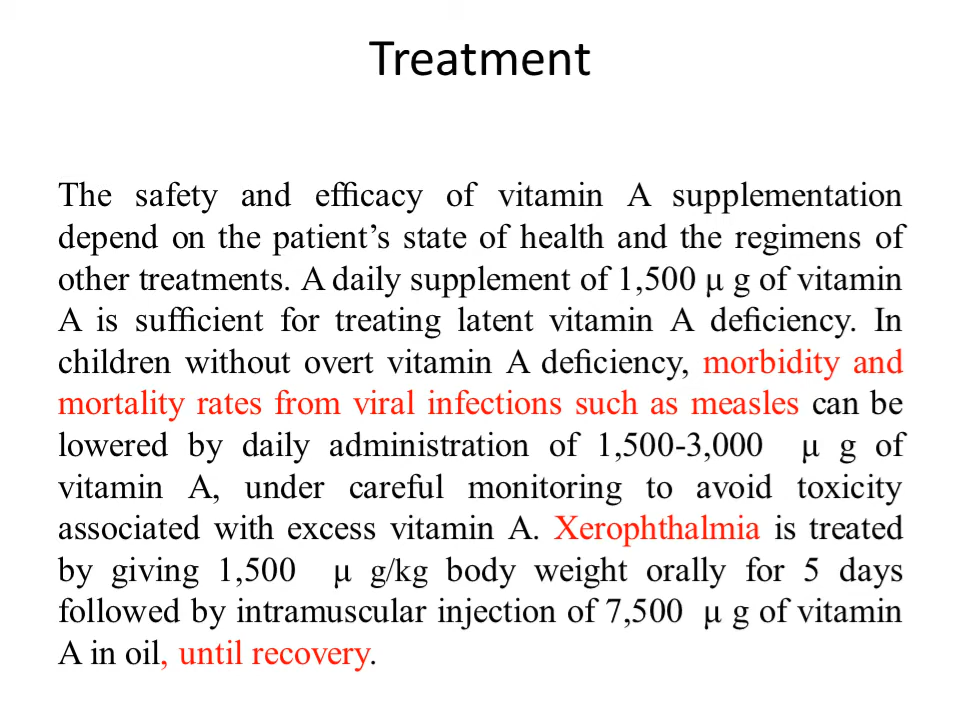 Treatment
The safety and efficacy of vitamin A supplementation
depend on the patient’s state of health and the regimens of
other treatments. A daily supplement of 1,500 μ g of vitamin
A is sufficient for treating latent vitamin A deficiency. In
children without overt vitamin A deficiency, morbidity and
mortality rates from viral infections such as measles can be
lowered by daily administration of 1,500-3,000 μ g of
vitamin A, under careful monitoring to avoid toxicity
associated with excess vitamin A. Xerophthalmia is treated
by giving 1,500 μ g/kg body weight orally for 5 days
followed by intramuscular injection of 7,500 μ g of vitamin
A in oil, until recovery.